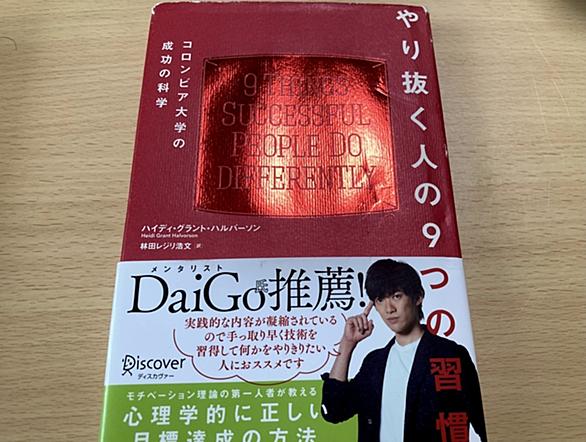 やり抜く人の9つの習慣
コロンビア大学の
成功の科学
9 THINGS
SUCCESSFUL
PEOPLE DO
DIFFERENTLY
ハイディ・グラント・ハルバーソン
Heidi Grant Halvorson
林田レジリ浩文 訳
メンタリスト
DaiGo氏推薦!
実践的な内容が凝縮されている
ので手っ取り早く技術を
習得して何かをやりきりたい
人におススメです
Discover
ディスカヴァー
モチベーション理論の第一人者が教える
心理学的に正しい
目標達成の方法